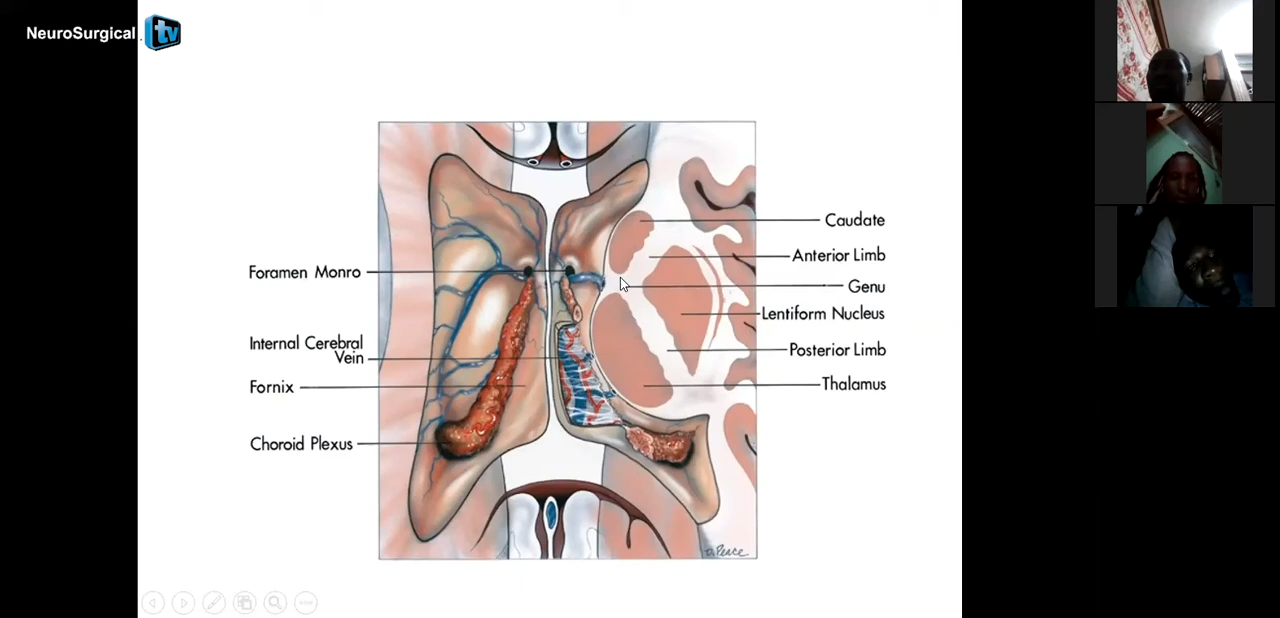 NeuroSurgical tv
Caudate
Anterior Limb
Foramen Monro
Genu
Lentiform Nucleus
Internal Cerebral
Vein
Posterior Limb
Fornix
Thalamus
Choroid Plexus
D. Peace